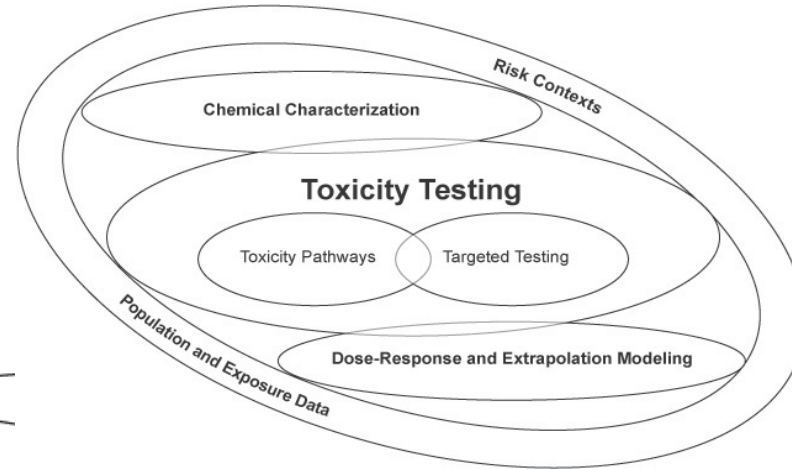 Risk Contexts
Chemical Characterization
Toxicity Testing
Toxicity Pathways
Targeted Testing
Population and Exposure Data
Dose-Response and Extrapolation Modeling